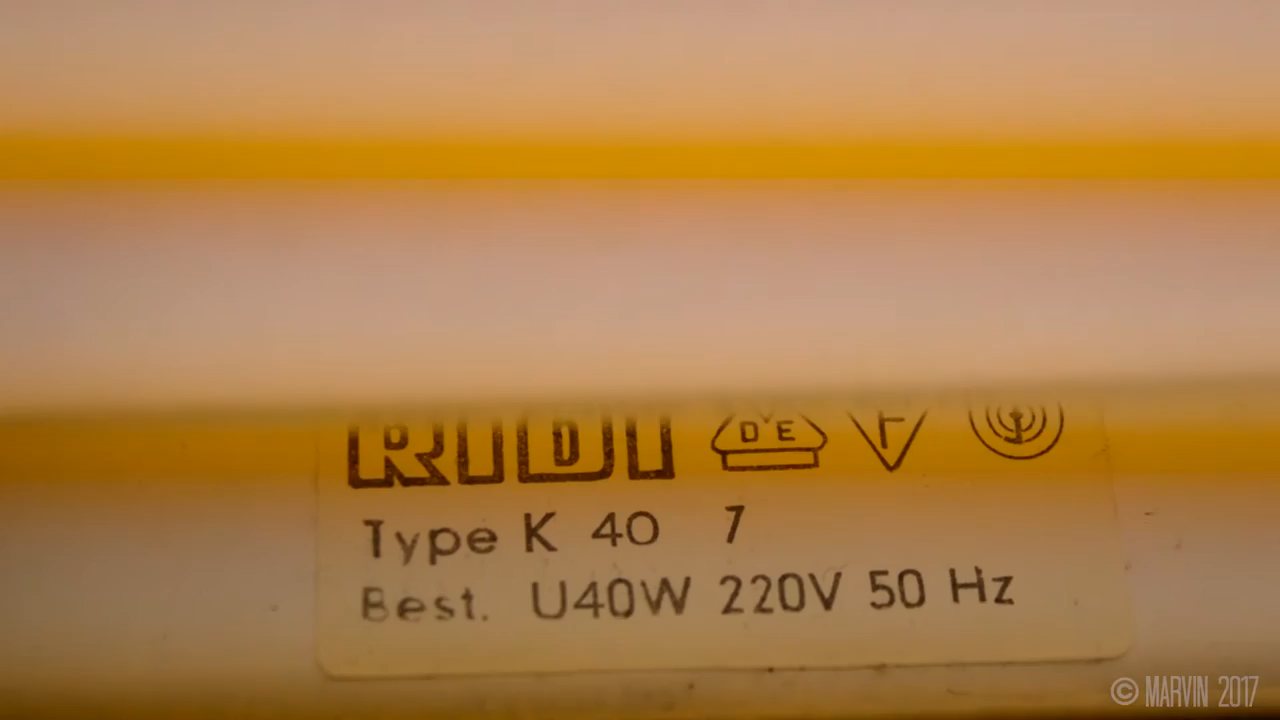 RIDI D'E F
Type K 40 7
Best. U40W 220V 50 Hz
© MARVIN 2017